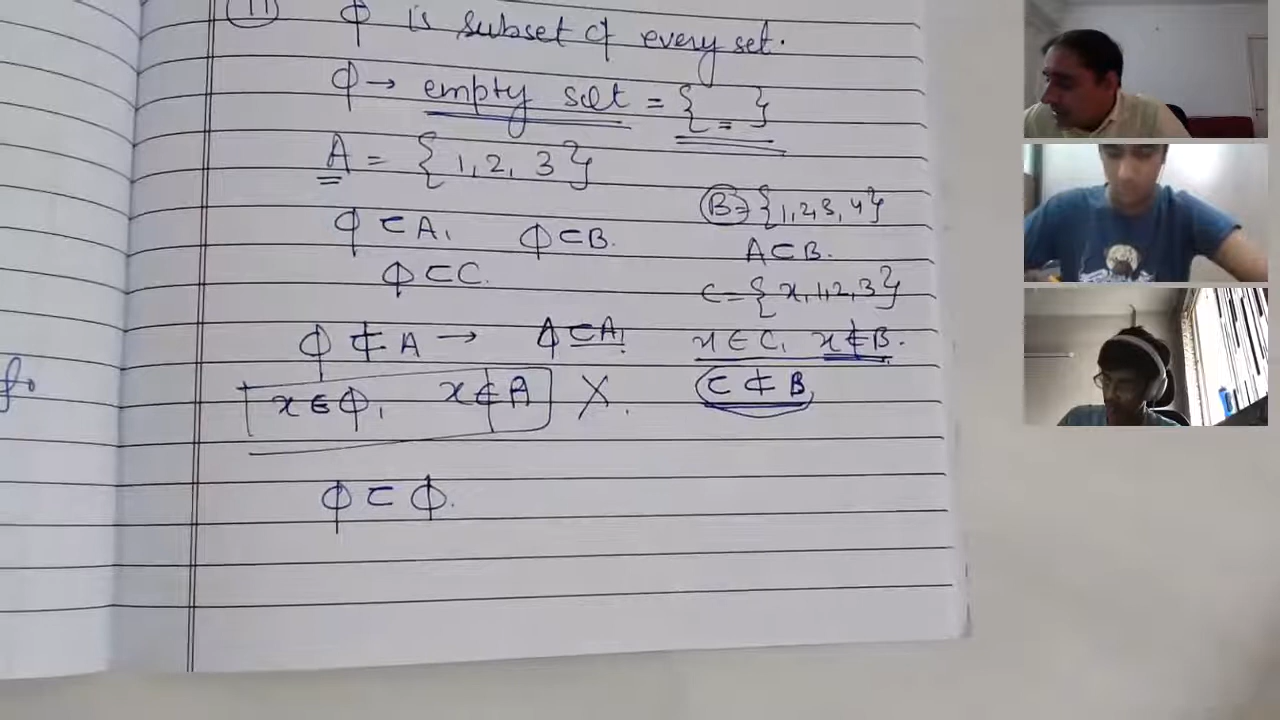 11
Φ is subset of every set.
Φ → empty set = { _ }
A = {1, 2, 3}
B = {1, 2, 3, 4}
Φ ⊂ A, Φ ⊂ B.
A ⊂ B.
Φ ⊂ C.
C = {x, 1, 2, 3}
Φ ⊄ A → Φ ⊂ A!
x ∈ C, x ∉ B.
x ∈ Φ, x ∉ A X.
C ⊄ B
Φ ⊂ Φ.